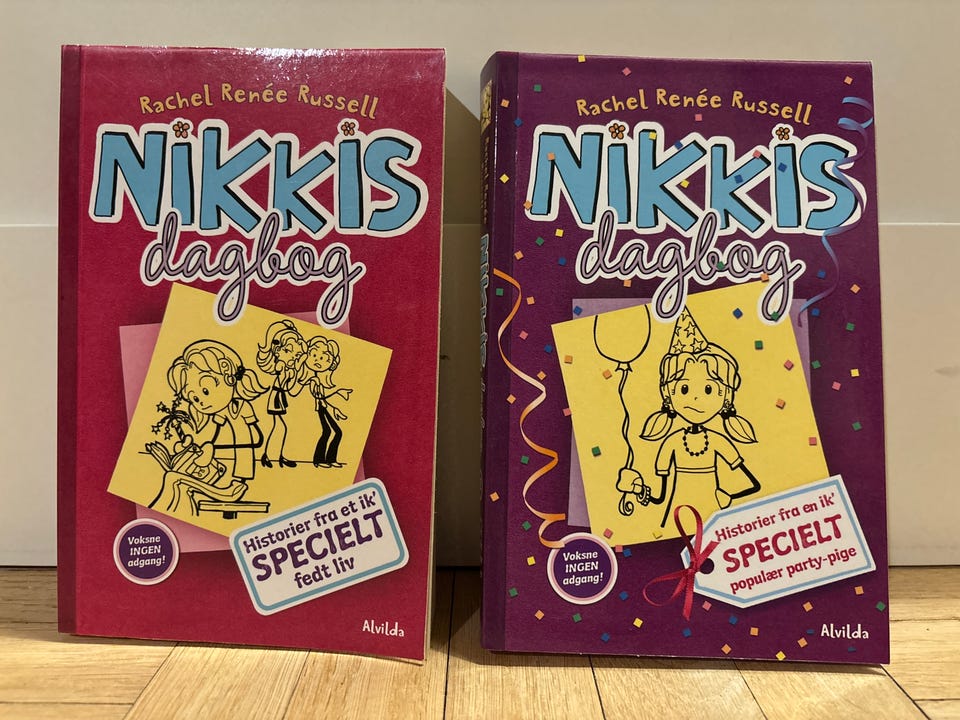 Rachel Renée Russell
NIKKIS
dagbog
Historier fra et ik'
SPECIELT
fedt liv
Voksne
INGEN
adgang!
Alvilda
Rachel Renée Russell
NIKKIS
dagbog
Historier fra en ik'
SPECIELT
populær party-pige
Voksne
INGEN
adgang!
Alvilda